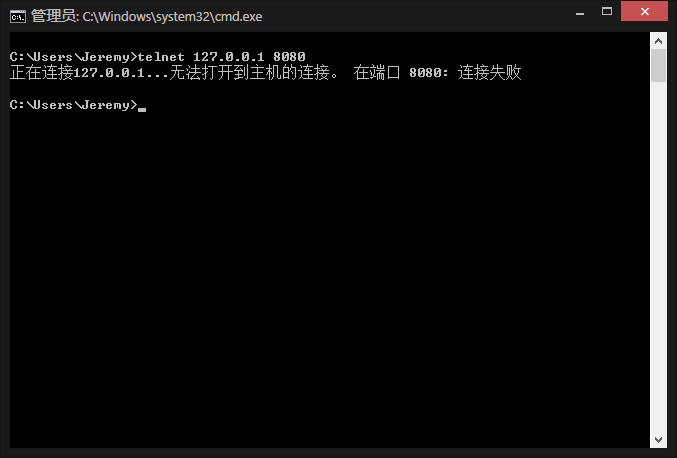 管理员: C:\Windows\system32\cmd.exe
C:\Users\Jeremy>telnet 127.0.0.1 8080
正在连接127.0.0.1...无法打开到主机的连接。 在端口 8080: 连接失败
C:\Users\Jeremy>_